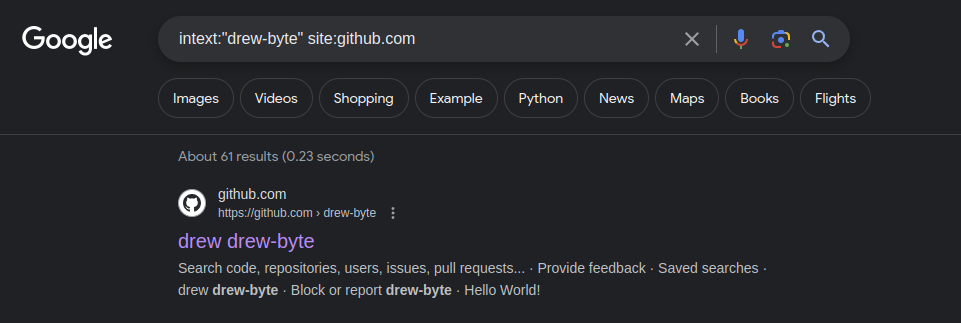 Google
intext:"drew-byte" site:github.com
Images Videos Shopping Example Python News Maps Books Flights
About 61 results (0.23 seconds)
github.com
https://github.com › drew-byte
drew drew-byte
Search code, repositories, users, issues, pull requests... · Provide feedback · Saved searches ·
drew drew-byte · Block or report drew-byte · Hello World!